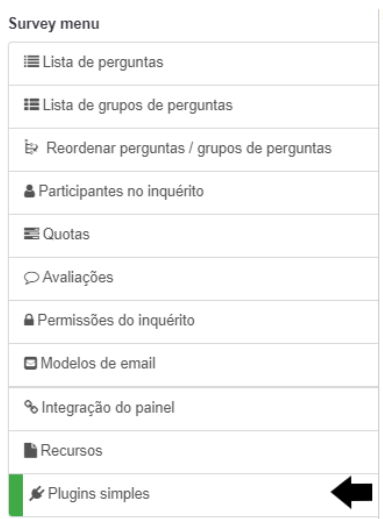 Survey menu
Lista de perguntas
Lista de grupos de perguntas
Reordenar perguntas / grupos de perguntas
Participantes no inquérito
Quotas
Avaliações
Permissões do inquérito
Modelos de email
Integração do painel
Recursos
Plugins simples